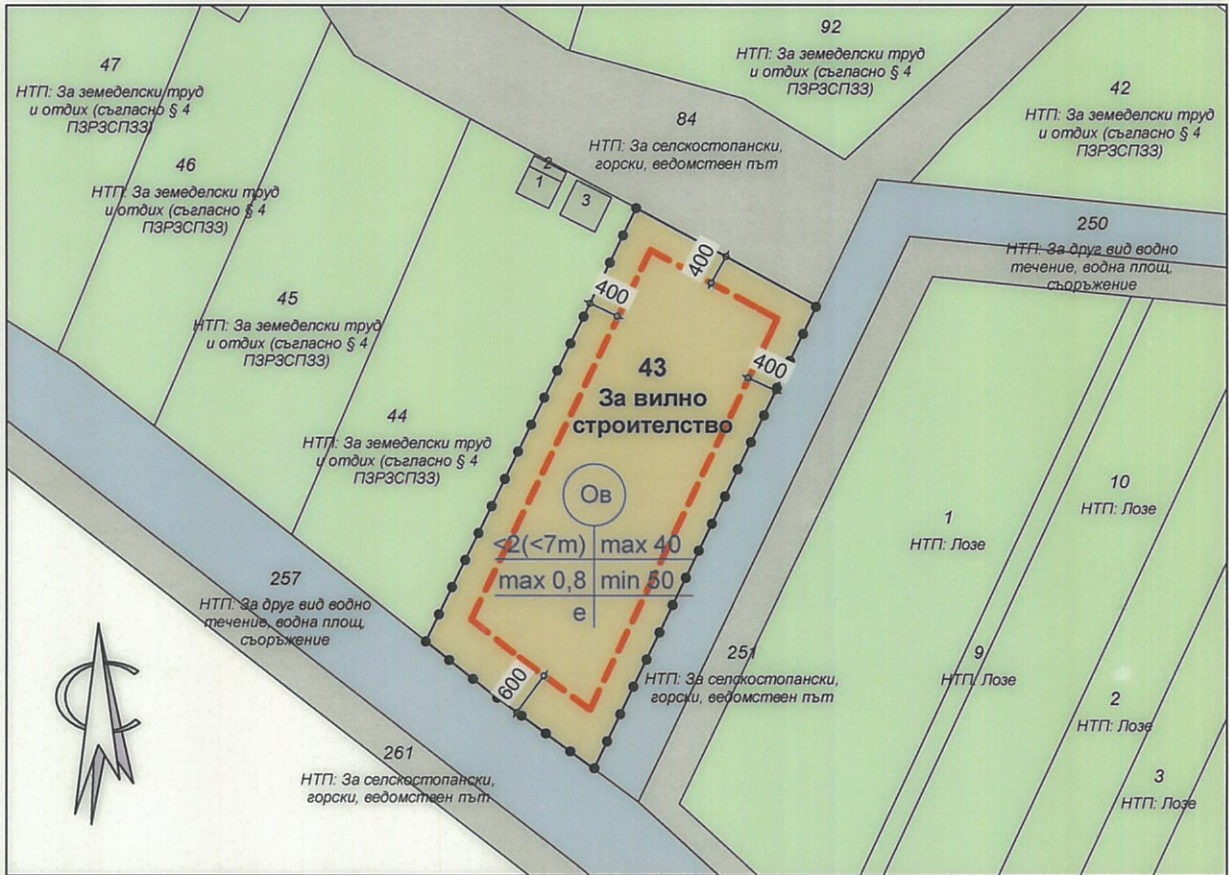 47
НТП: За земеделски труд
и отдих (съгласно § 4
ПЗРЗСПЗЗ)
92
НТП: За земеделски труд
и отдих (съгласно § 4
ПЗРЗСПЗЗ)
42
НТП: За земеделски труд
и отдих (съгласно § 4
ПЗРЗСПЗЗ)
84
НТП: За селскостопански,
горски, ведомствен път
46
НТП: За земеделски труд
и отдих (съгласно § 4
ПЗРЗСПЗЗ)
2
1
3
250
НТП: За друг вид водно
течение, водна площ,
съоръжение
400
400
400
45
НТП: За земеделски труд
и отдих (съгласно § 4
ПЗРЗСПЗЗ)
43
За вилно
строителство
44
НТП: За земеделски труд
и отдих (съгласно § 4
ПЗРЗСПЗЗ)
Ов
<2(<7m) max 40
max 0,8 min 50
е
10
НТП: Лозе
1
НТП: Лозе
257
НТП: За друг вид водно
течение, водна площ,
съоръжение
600
251
НТП: За селскостопански,
горски, ведомствен път
9
НТП: Лозе
2
НТП: Лозе
261
НТП: За селскостопански,
горски, ведомствен път
3
НТП: Лозе
С